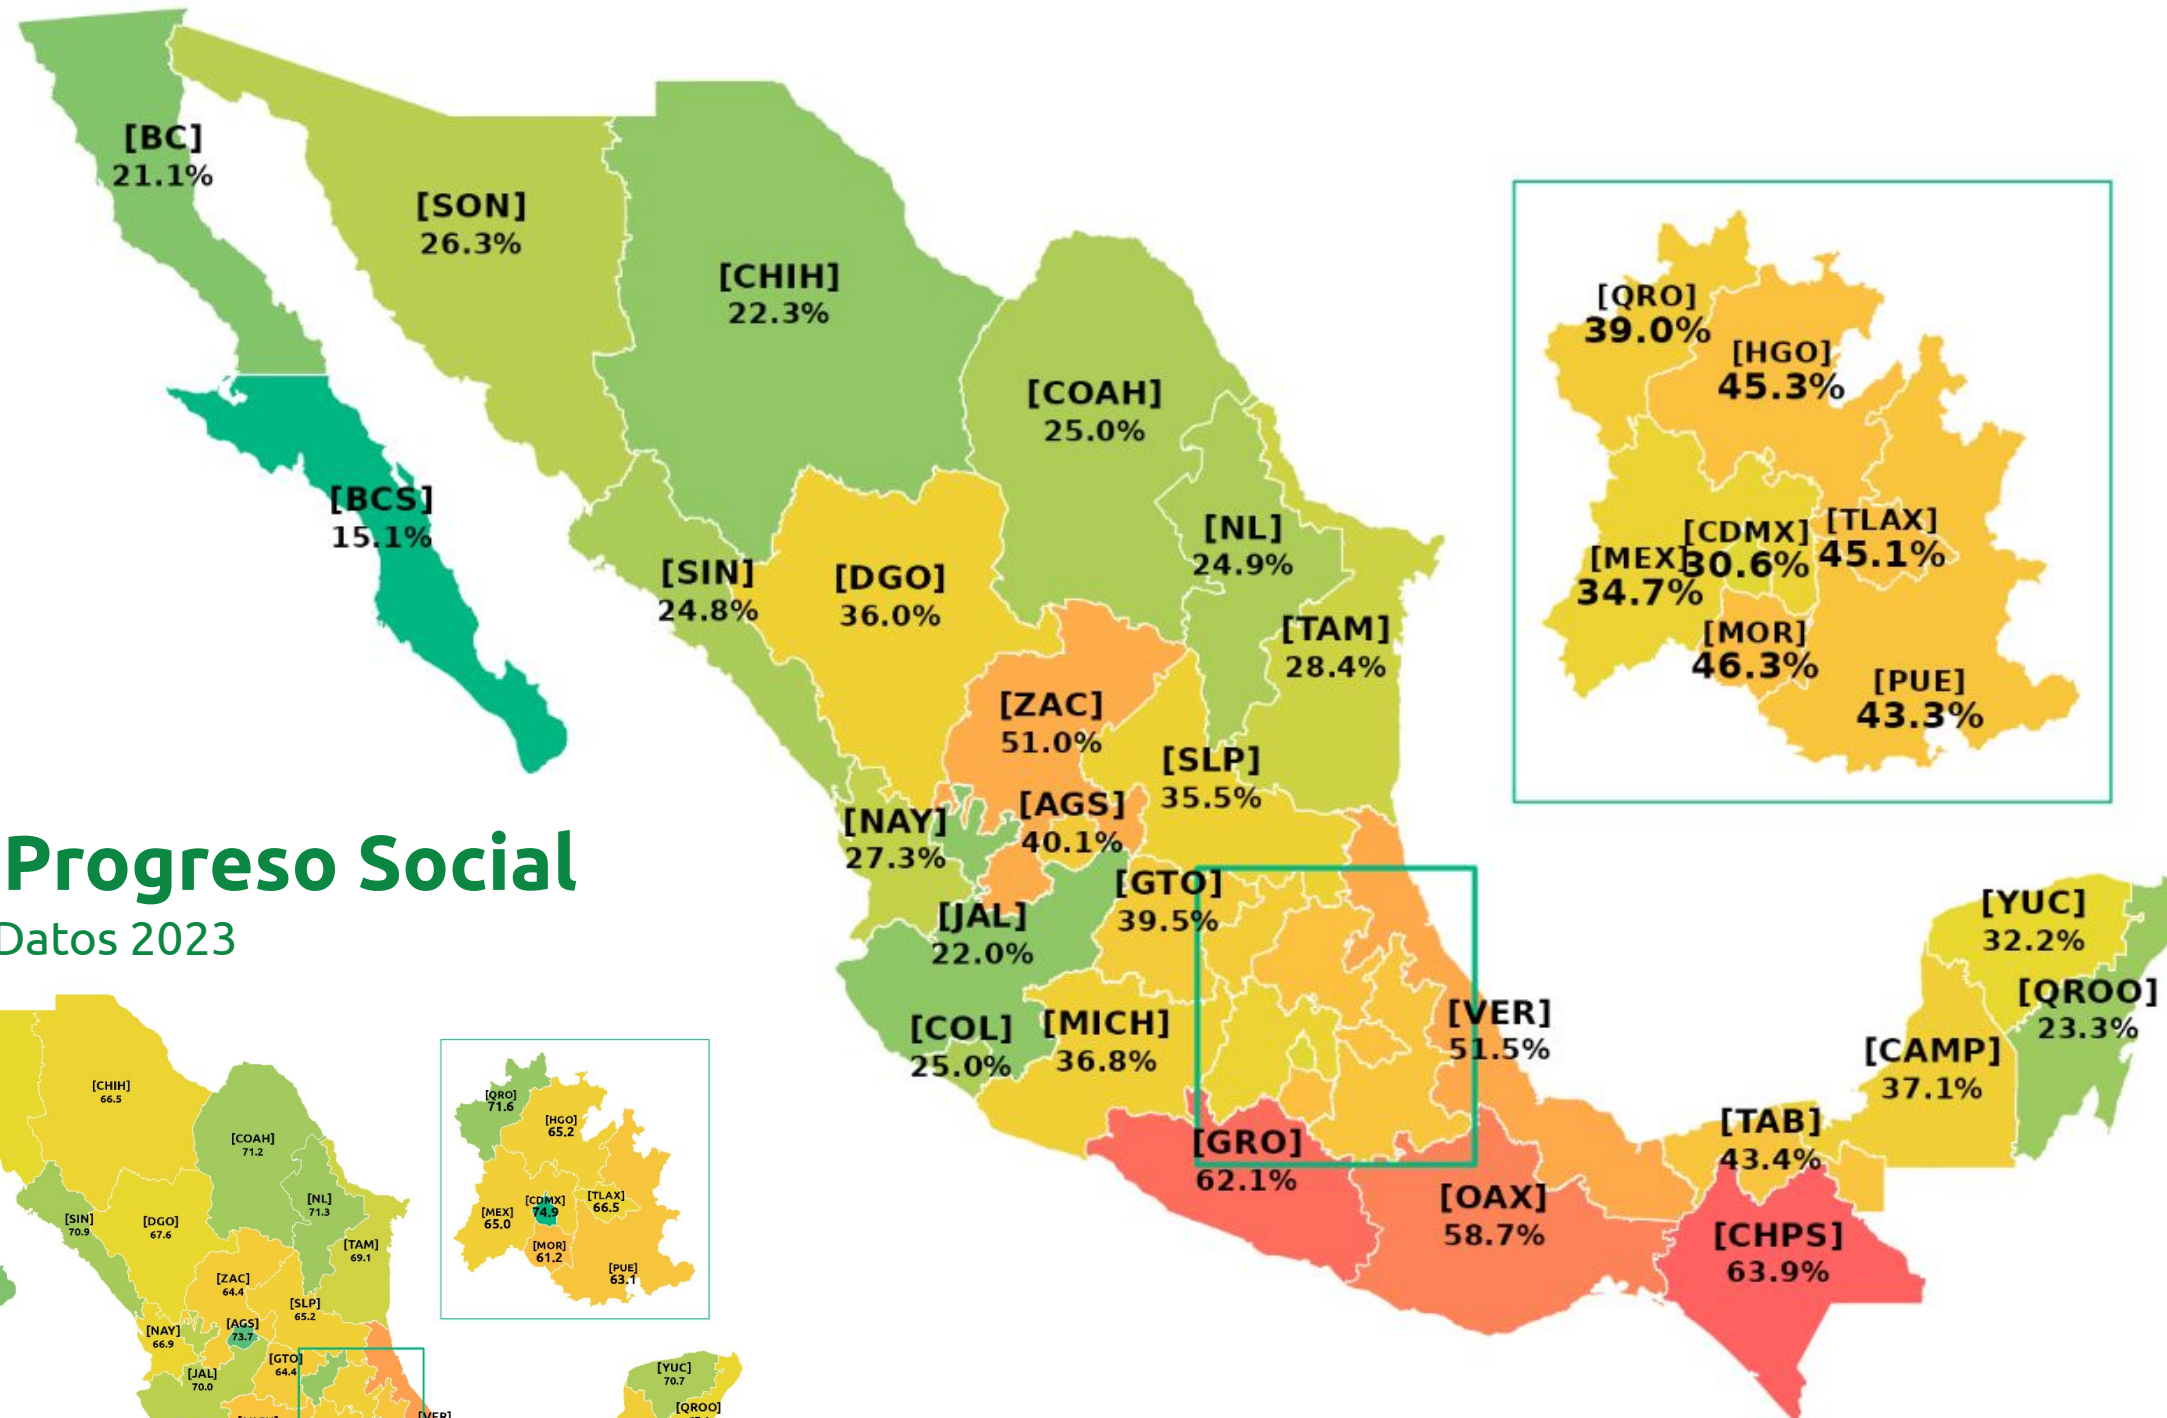 [BC]
21.1%
[SON]
26.3%
[CHIH]
22.3%
[COAH]
25.0%
[BCS]
15.1%
[SIN]
24.8%
[DGO]
36.0%
[NL]
24.9%
[TAM]
28.4%
[ZAC]
51.0%
[SLP]
35.5%
[AGS]
40.1%
[NAY]
27.3%
[GTO]
39.5%
[JAL]
22.0%
[COL]
25.0%
[MICH]
36.8%
[VER]
51.5%
[GRO]
62.1%
[OAX]
58.7%
[TAB]
43.4%
[CHPS]
63.9%
[CAMP]
37.1%
[YUC]
32.2%
[QROO]
23.3%
[QRO]
39.0%
[HGO]
45.3%
[CDMX]
30.6%
[TLAX]
45.1%
[MEX]
34.7%
[MOR]
46.3%
[PUE]
43.3%
Progreso Social
Datos 2023
[CHIH]
66.5
[COAH]
71.2
[NL]
71.3
[SIN]
70.9
[DGO]
67.6
[TAM]
69.1
[ZAC]
64.4
[SLP]
65.2
[AGS]
73.7
[NAY]
66.9
[GTO]
64.4
[JAL]
70.0
[VER]
[YUC]
70.7
[QROO]
[QRO]
71.6
[HGO]
65.2
[CDMX]
74.9
[TLAX]
66.5
[MEX]
65.0
[MOR]
61.2
[PUE]
63.1